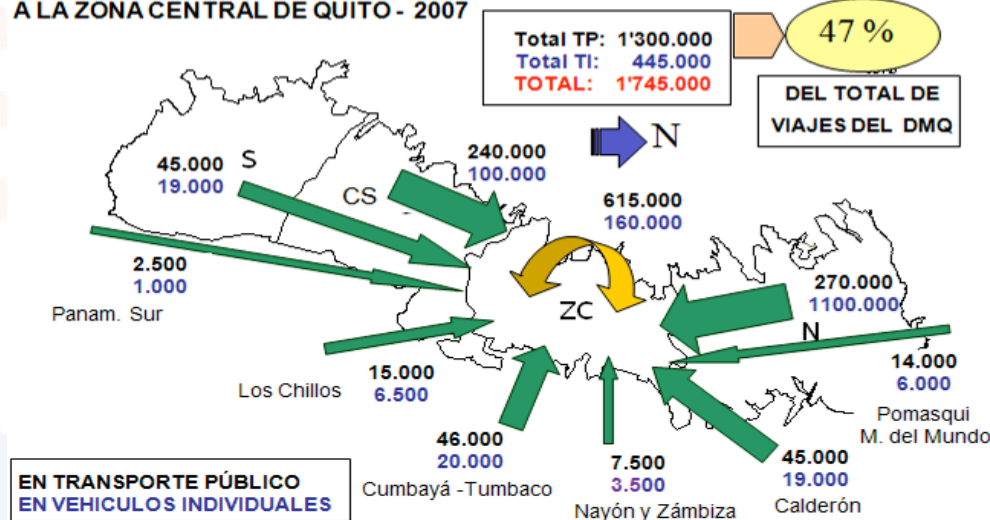 A LA ZONA CENTRAL DE QUITO - 2007
Total TP: 1'300.000
Total TI: 445.000
TOTAL: 1'745.000
47 %
DEL TOTAL DE
VIAJES DEL DMQ
N
45.000
19.000
S
CS
240.000
100.000
615.000
160.000
2.500
1.000
Panam. Sur
ZC
270.000
1100.000
N
Los Chillos
15.000
6.500
14.000
6.000
Pomasqui
M. del Mundo
46.000
20.000
Cumbayá -Tumbaco
7.500
3.500
Nayón y Zámbiza
45.000
19.000
Calderón
EN TRANSPORTE PÚBLICO
EN VEHICULOS INDIVIDUALES